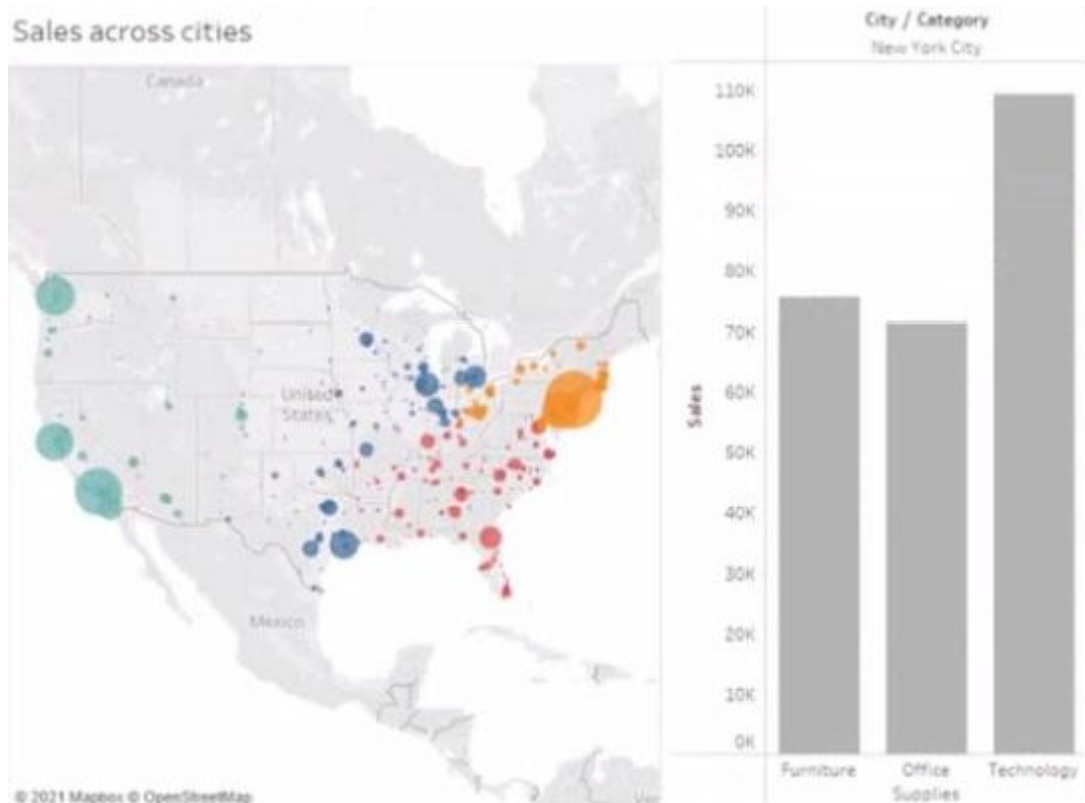 Sales across cities
Canada
United
States
Mexico
© 2021 Mapbox © OpenStreetMap
City / Category
New York City
110K
100K
90K
80K
70K
60K
50K
40K
30K
20K
10K
0K
Sales
Furniture
Office
Supplies
Technology